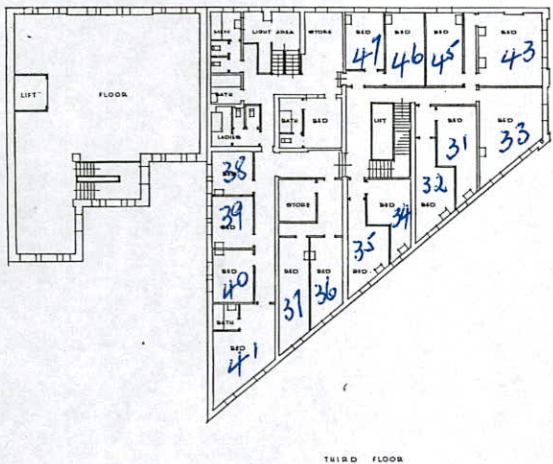 MEN
LIGHT AREA
STORE
BED
47
BED
46
BED
45
BED
43
LIFT
FLOOR
BATH
LADIES
BATH
BED
LIFT
BED
31
BED
33
38
32
BED
39
BED
STORE
BED
34
35
BED
BED
40
BED
37
BED
36
BATH
BED
41
THIRD FLOOR